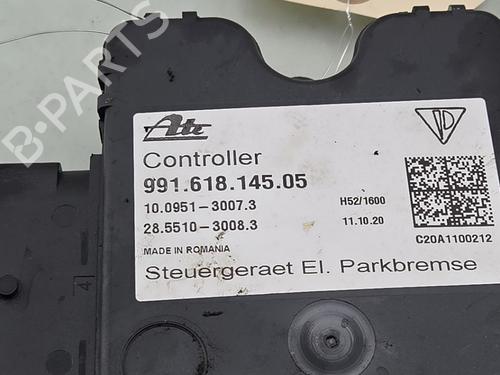 B-PARTS
Ate
Controller
991.618.145.05
10.0951-3007.3 H52/1600
28.5510-3008.3 11.10.20
MADE IN ROMANIA C20A1100212
Steuergeraet El. Parkbremse
4